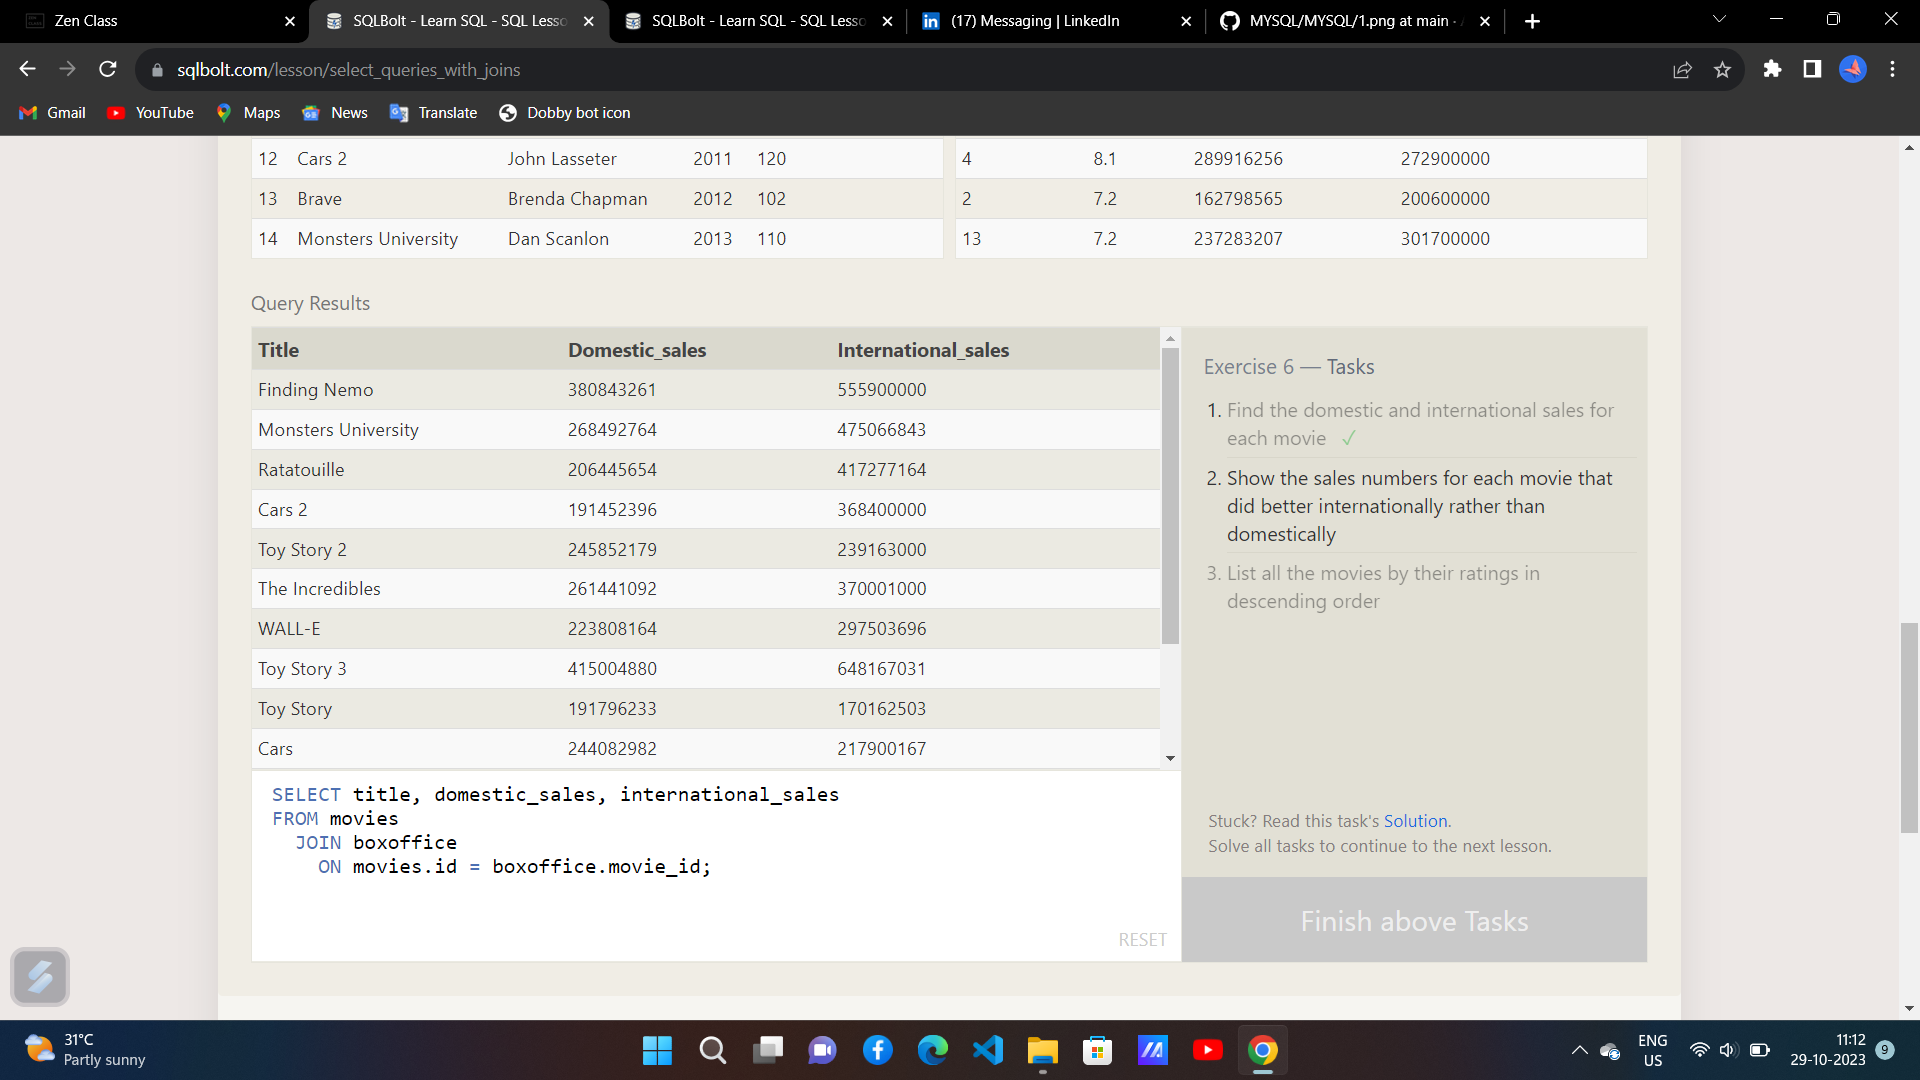 Zen Class
SQLBolt - Learn SQL - SQL Lesso
SQLBolt - Learn SQL - SQL Lesso
(17) Messaging | LinkedIn
MYSQL/MYSQL/1.png at main ·
sqlbolt.com/lesson/select_queries_with_joins
Gmail
YouTube
Maps
News
Translate
Dobby bot icon
12 Cars 2 John Lasseter 2011 120
4 8.1 289916256 272900000
13 Brave Brenda Chapman 2012 102
2 7.2 162798565 200600000
14 Monsters University Dan Scanlon 2013 110
13 7.2 237283207 301700000
Query Results
Title Domestic_sales International_sales
Finding Nemo 380843261 555900000
Monsters University 268492764 475066843
Ratatouille 206445654 417277164
Cars 2 191452396 368400000
Toy Story 2 245852179 239163000
The Incredibles 261441092 370001000
WALL-E 223808164 297503696
Toy Story 3 415004880 648167031
Toy Story 191796233 170162503
Cars 244082982 217900167
SELECT title, domestic_sales, international_sales
FROM movies
JOIN boxoffice
ON movies.id = boxoffice.movie_id;
RESET
Exercise 6 — Tasks
1. Find the domestic and international sales for
each movie ✓
2. Show the sales numbers for each movie that
did better internationally rather than
domestically
3. List all the movies by their ratings in
descending order
Stuck? Read this task's Solution.
Solve all tasks to continue to the next lesson.
Finish above Tasks
31°C
Partly sunny
ENG
US
11:12
29-10-2023
9